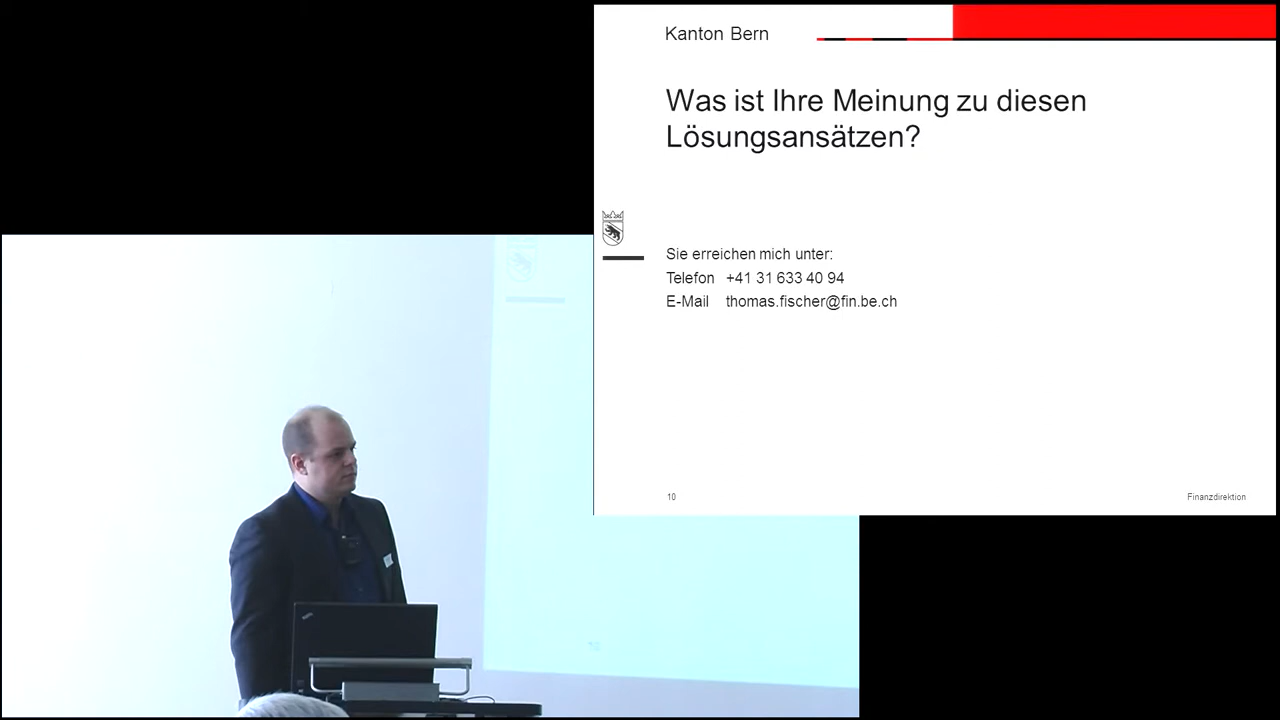 Kanton Bern
Was ist Ihre Meinung zu diesen
Lösungsansätzen?
Sie erreichen mich unter:
Telefon +41 31 633 40 94
E-Mail thomas.fischer@fin.be.ch
10
Finanzdirektion